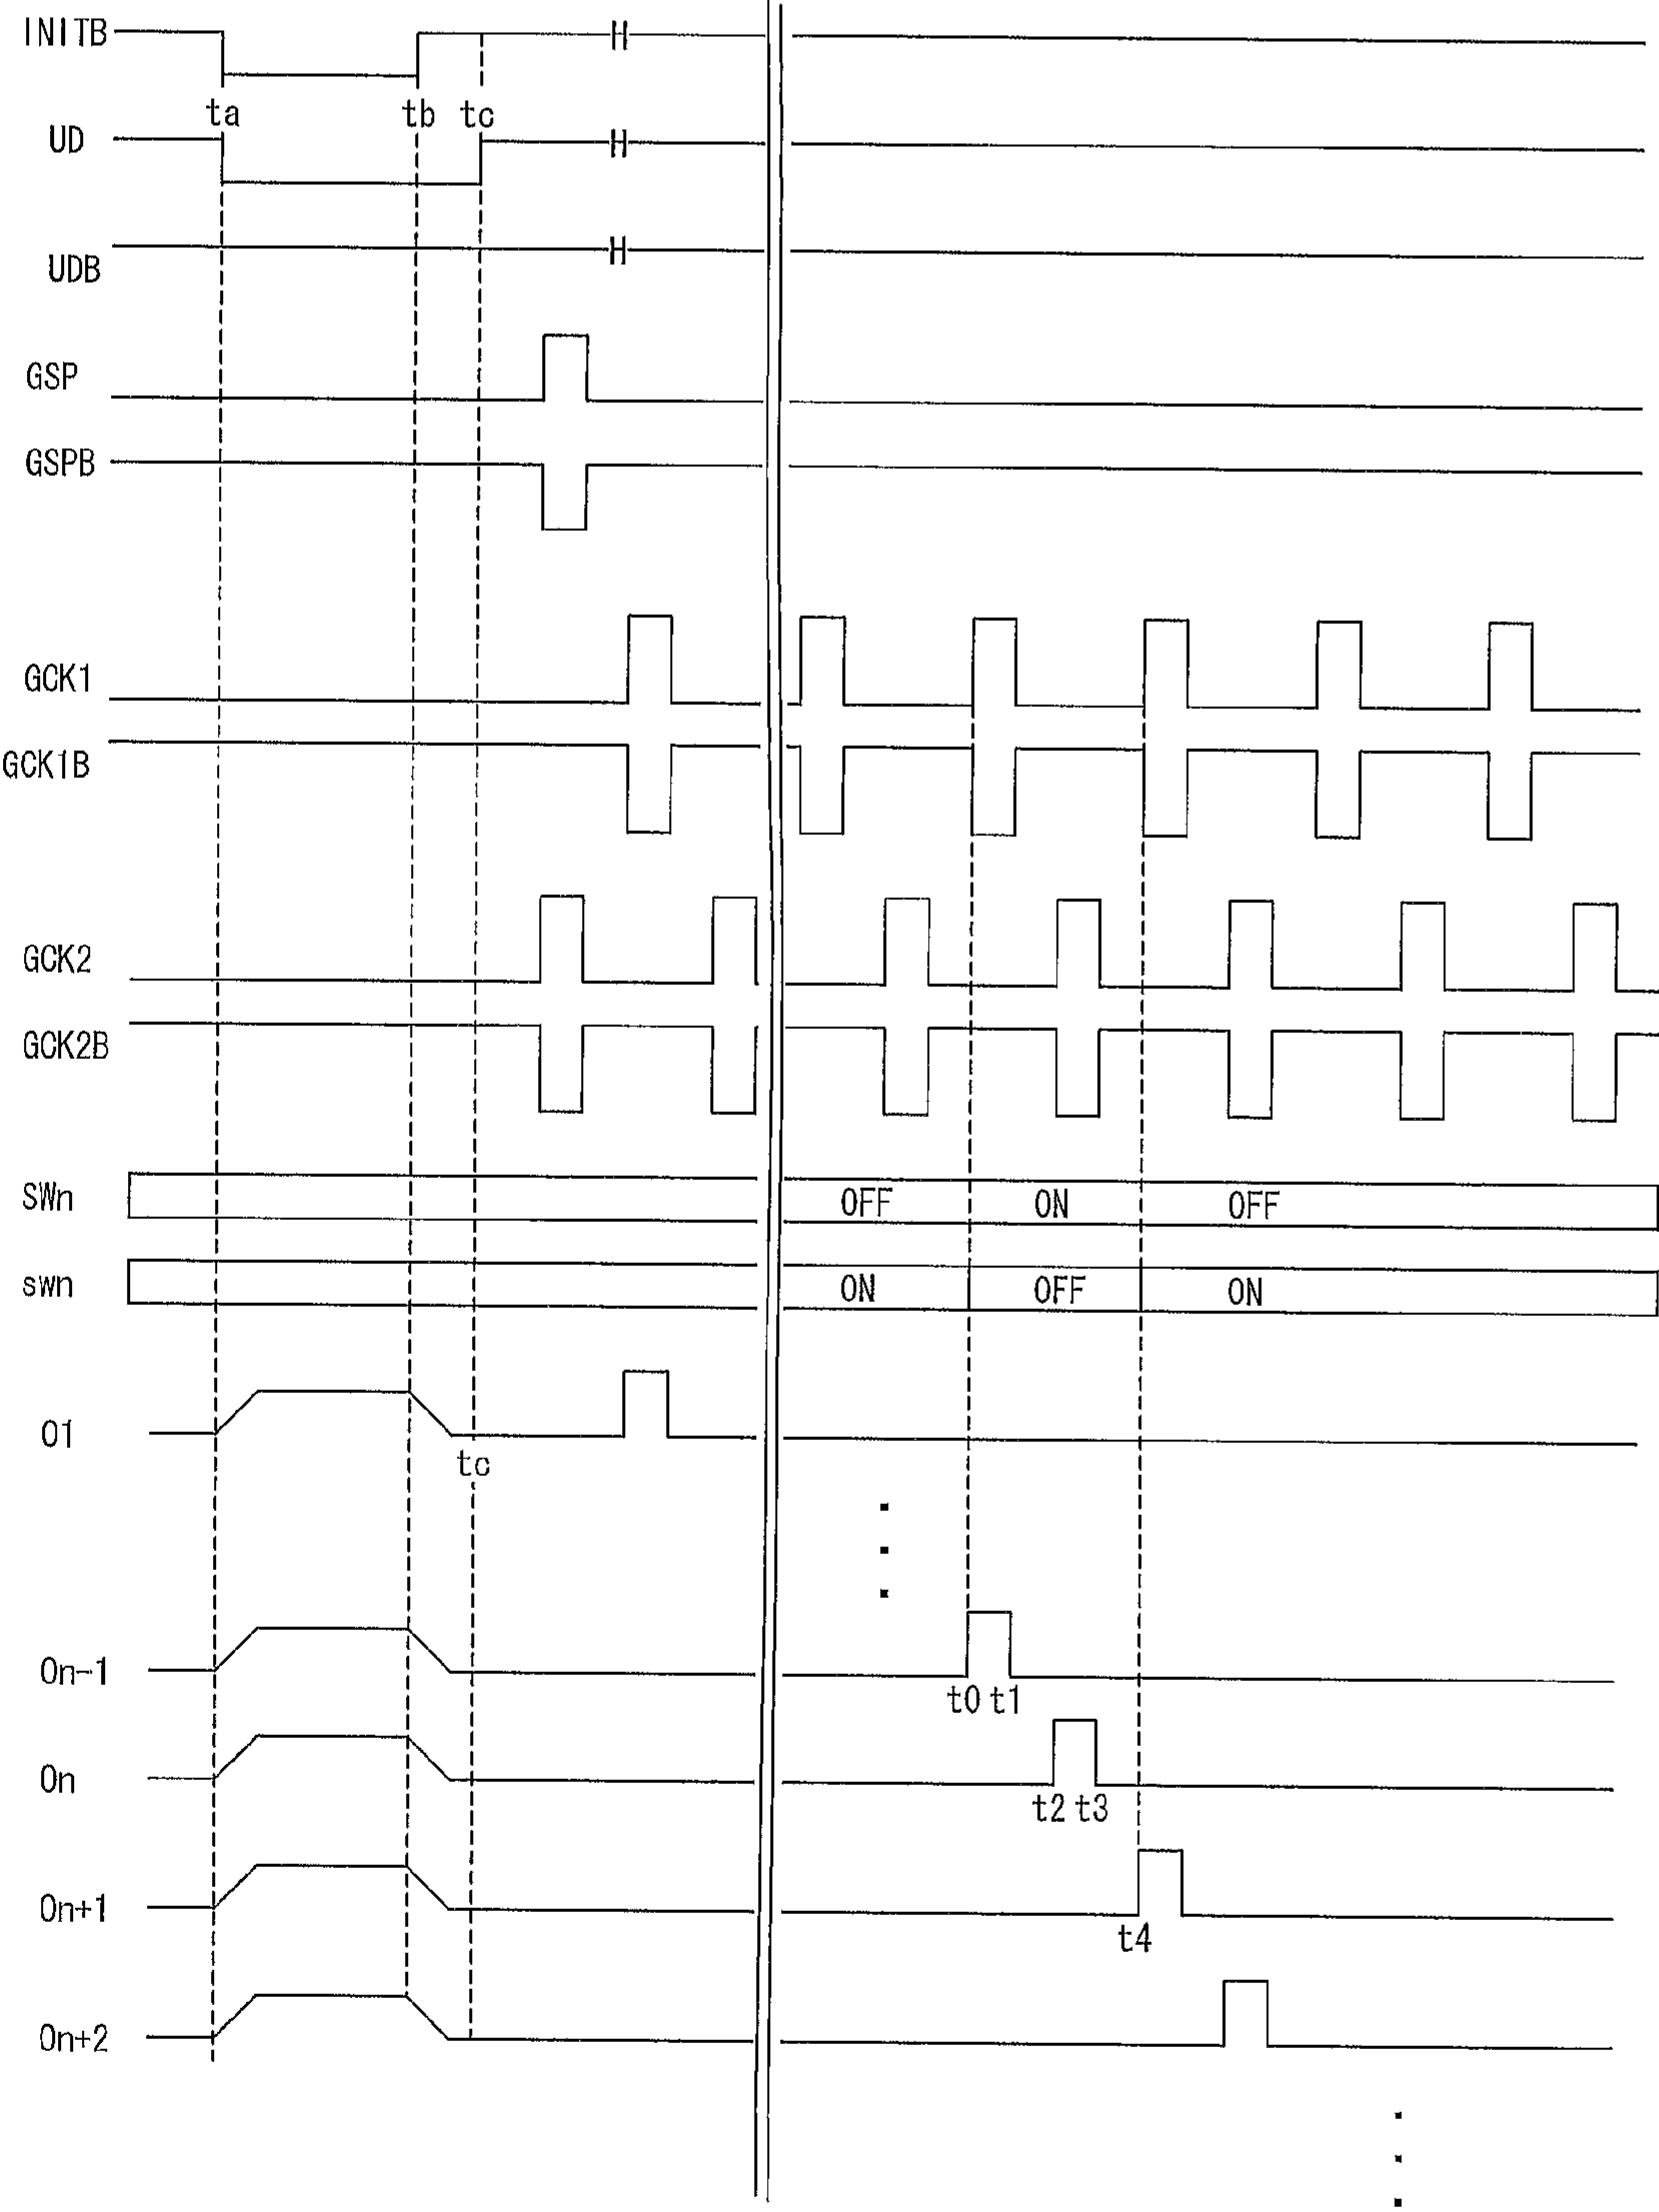 INITB
ta tb tc
UD
UDB
GSP
GSPB
GCK1
GCK1B
GCK2
GCK2B
SWn OFF ON OFF
swn ON OFF ON
O1
tc
On-1
t0 t1
On
t2 t3
On+1
t4
On+2